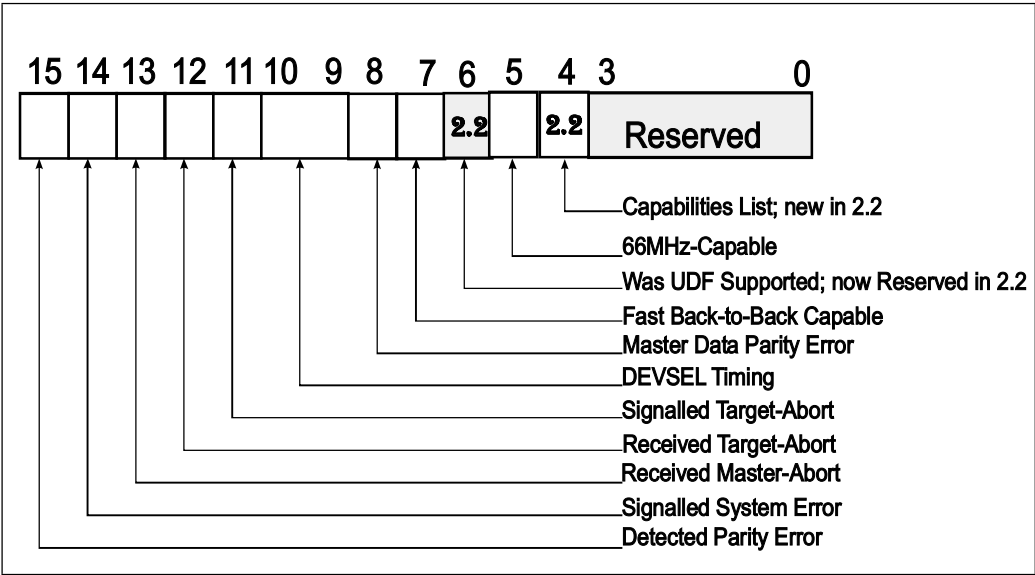 15 14 13 12 11 10 9 8 7 6 5 4 3 0
2.2 2.2 Reserved
Capabilities List; new in 2.2
66MHz-Capable
Was UDF Supported; now Reserved in 2.2
Fast Back-to-Back Capable
Master Data Parity Error
DEVSEL Timing
Signalled Target-Abort
Received Target-Abort
Received Master-Abort
Signalled System Error
Detected Parity Error